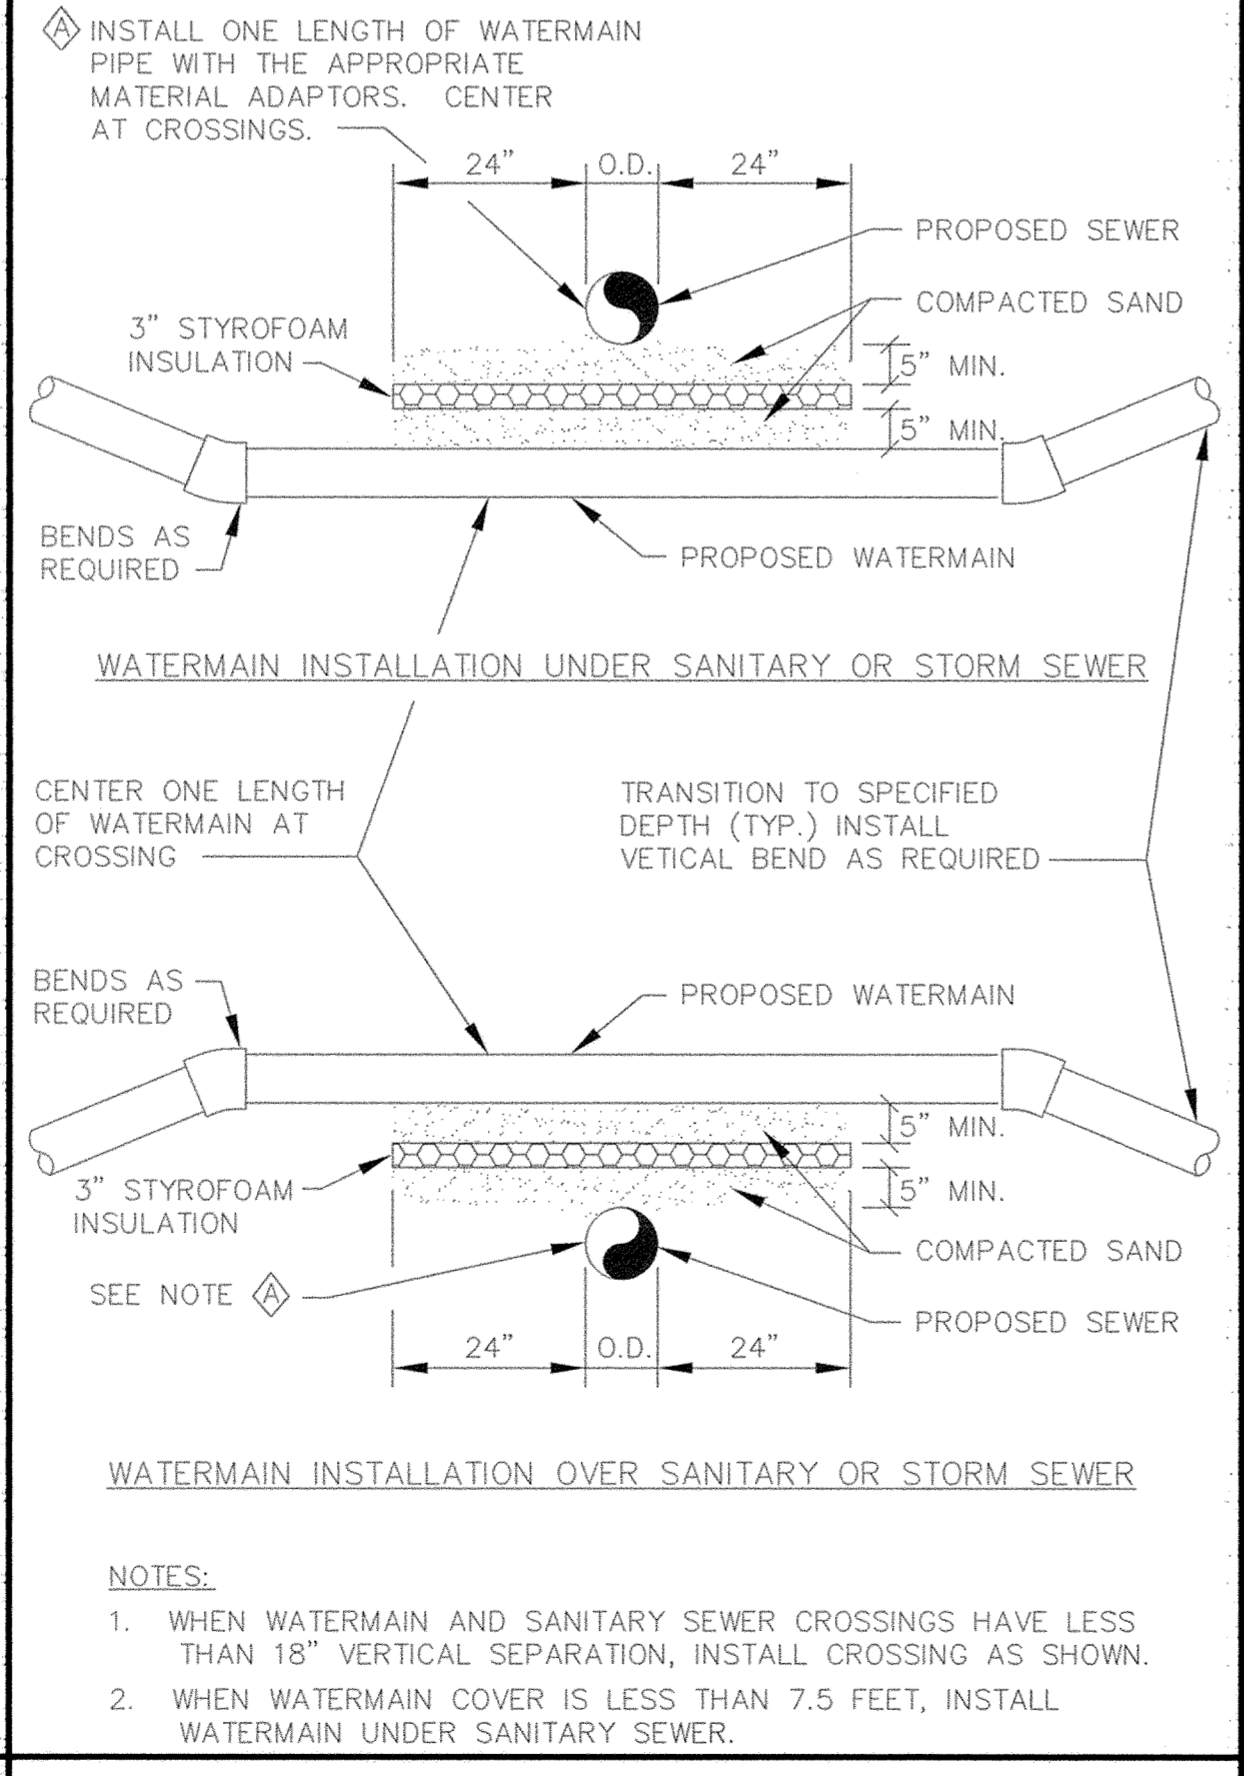 A INSTALL ONE LENGTH OF WATERMAIN
PIPE WITH THE APPROPRIATE
MATERIAL ADAPTORS. CENTER
AT CROSSINGS.
24" O.D. 24"
PROPOSED SEWER
COMPACTED SAND
3" STYROFOAM
INSULATION
5" MIN.
5" MIN.
BENDS AS
REQUIRED
PROPOSED WATERMAIN
WATERMAIN INSTALLATION UNDER SANITARY OR STORM SEWER
CENTER ONE LENGTH
OF WATERMAIN AT
CROSSING
TRANSITION TO SPECIFIED
DEPTH (TYP.) INSTALL
VETICAL BEND AS REQUIRED
BENDS AS
REQUIRED
PROPOSED WATERMAIN
5" MIN.
5" MIN.
3" STYROFOAM
INSULATION
COMPACTED SAND
SEE NOTE A
PROPOSED SEWER
24" O.D. 24"
WATERMAIN INSTALLATION OVER SANITARY OR STORM SEWER
NOTES:
1. WHEN WATERMAIN AND SANITARY SEWER CROSSINGS HAVE LESS
THAN 18" VERTICAL SEPARATION, INSTALL CROSSING AS SHOWN.
2. WHEN WATERMAIN COVER IS LESS THAN 7.5 FEET, INSTALL
WATERMAIN UNDER SANITARY SEWER.